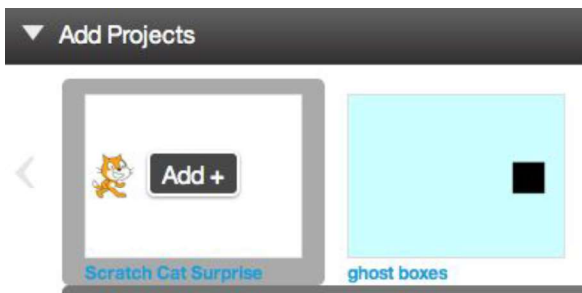 Add Projects
Add +
Scratch Cat Surprise
ghost boxes